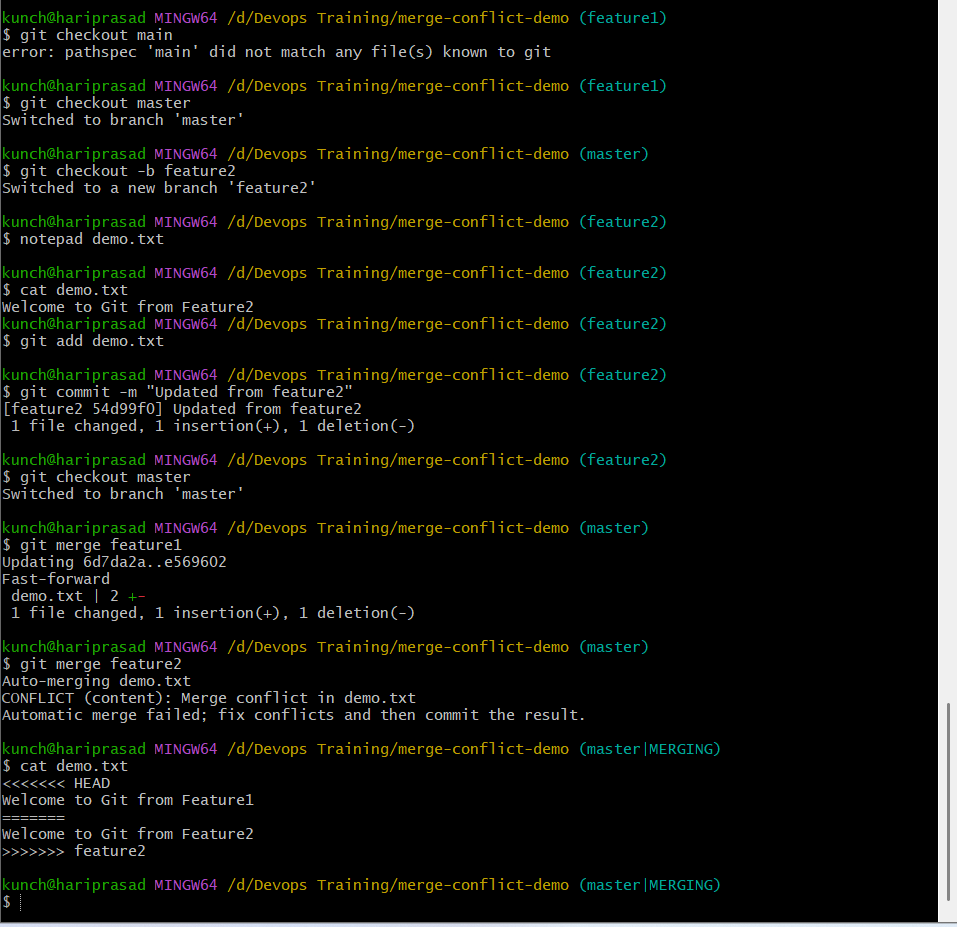 kunch@hariprasad MINGW64 /d/Devops Training/merge-conflict-demo (feature1)
$ git checkout main
error: pathspec 'main' did not match any file(s) known to git
kunch@hariprasad MINGW64 /d/Devops Training/merge-conflict-demo (feature1)
$ git checkout master
Switched to branch 'master'
kunch@hariprasad MINGW64 /d/Devops Training/merge-conflict-demo (master)
$ git checkout -b feature2
Switched to a new branch 'feature2'
kunch@hariprasad MINGW64 /d/Devops Training/merge-conflict-demo (feature2)
$ notepad demo.txt
kunch@hariprasad MINGW64 /d/Devops Training/merge-conflict-demo (feature2)
$ cat demo.txt
Welcome to Git from Feature2
kunch@hariprasad MINGW64 /d/Devops Training/merge-conflict-demo (feature2)
$ git add demo.txt
kunch@hariprasad MINGW64 /d/Devops Training/merge-conflict-demo (feature2)
$ git commit -m "Updated from feature2"
[feature2 54d99f0] Updated from feature2
 1 file changed, 1 insertion(+), 1 deletion(-)
kunch@hariprasad MINGW64 /d/Devops Training/merge-conflict-demo (feature2)
$ git checkout master
Switched to branch 'master'
kunch@hariprasad MINGW64 /d/Devops Training/merge-conflict-demo (master)
$ git merge feature1
Updating 6d7da2a..e569602
Fast-forward
 demo.txt | 2 +-
 1 file changed, 1 insertion(+), 1 deletion(-)
kunch@hariprasad MINGW64 /d/Devops Training/merge-conflict-demo (master)
$ git merge feature2
Auto-merging demo.txt
CONFLICT (content): Merge conflict in demo.txt
Automatic merge failed; fix conflicts and then commit the result.
kunch@hariprasad MINGW64 /d/Devops Training/merge-conflict-demo (master|MERGING)
$ cat demo.txt
<<<<<<< HEAD
Welcome to Git from Feature1
=======
Welcome to Git from Feature2
>>>>>>> feature2
kunch@hariprasad MINGW64 /d/Devops Training/merge-conflict-demo (master|MERGING)
$